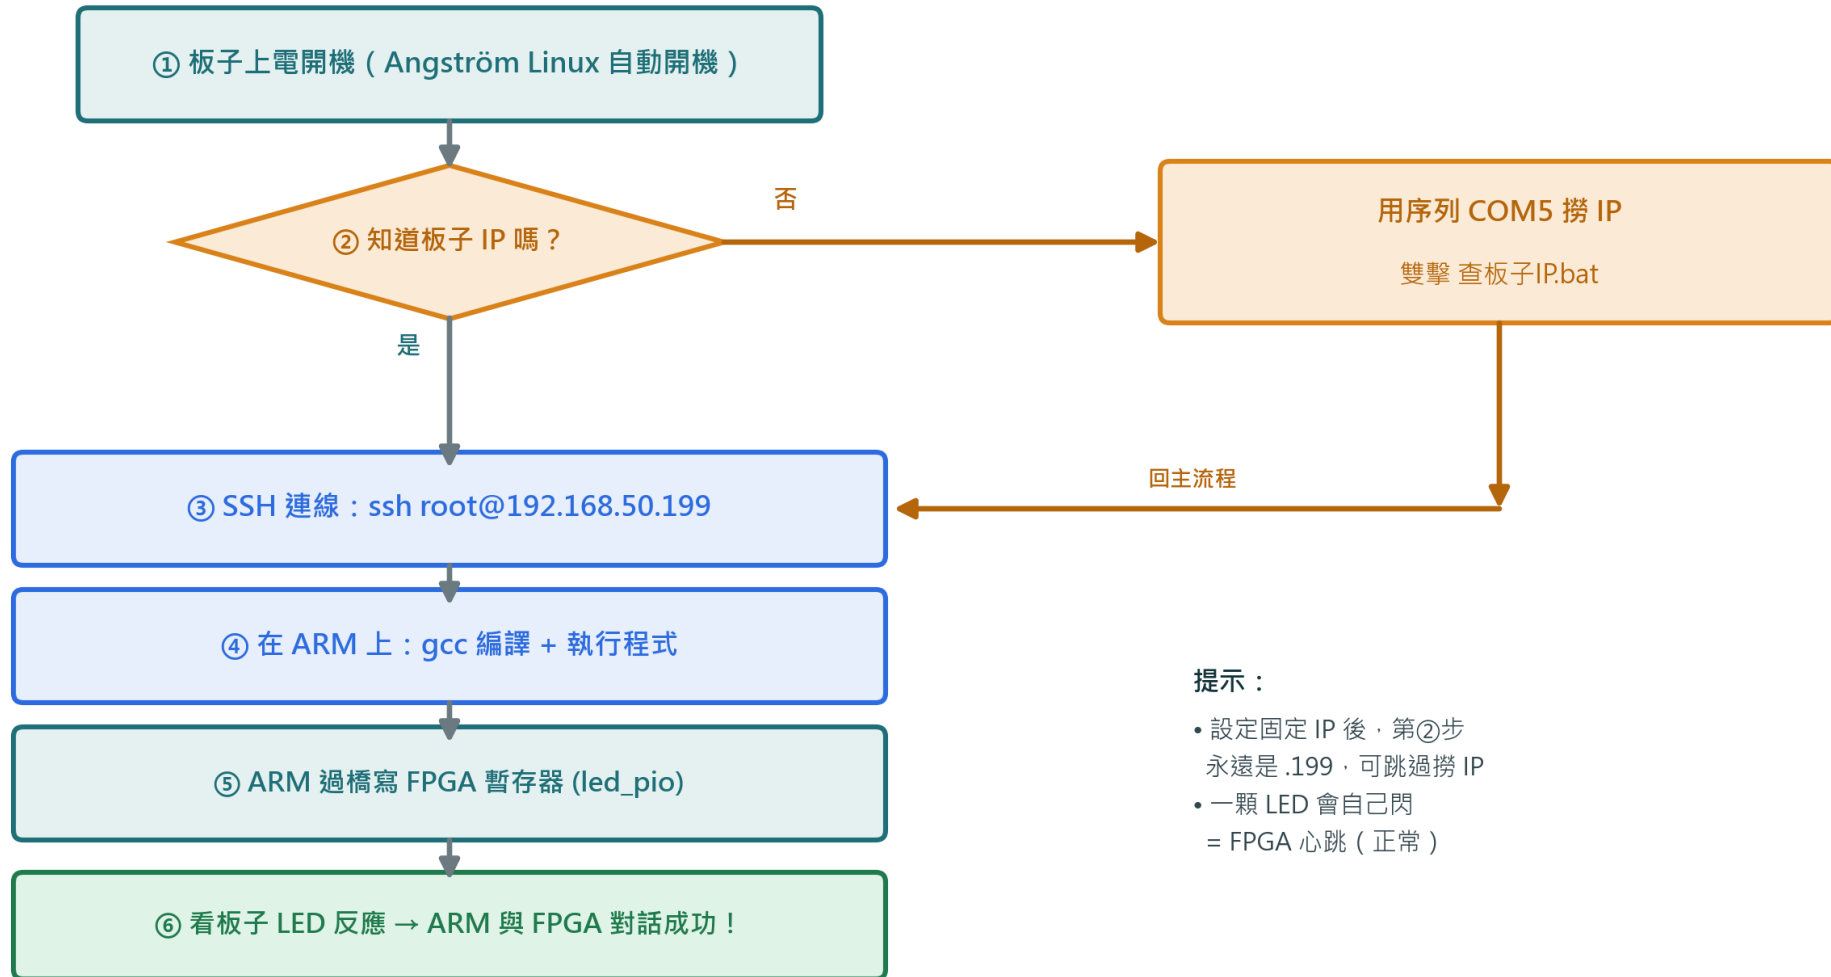 ① 板子上電開機（Angström Linux 自動開機）
② 知道板子 IP 嗎？
否
用序列 COM5 撈 IP
雙擊 查板子IP.bat
是
回主流程
③ SSH 連線：ssh root@192.168.50.199
④ 在 ARM 上：gcc 編譯 + 執行程式
⑤ ARM 過橋寫 FPGA 暫存器 (led_pio)
⑥ 看板子 LED 反應 → ARM 與 FPGA 對話成功！
提示：
• 設定固定 IP 後，第②步
永遠是 .199，可跳過撈 IP
• 一顆 LED 會自己閃
= FPGA 心跳（正常）